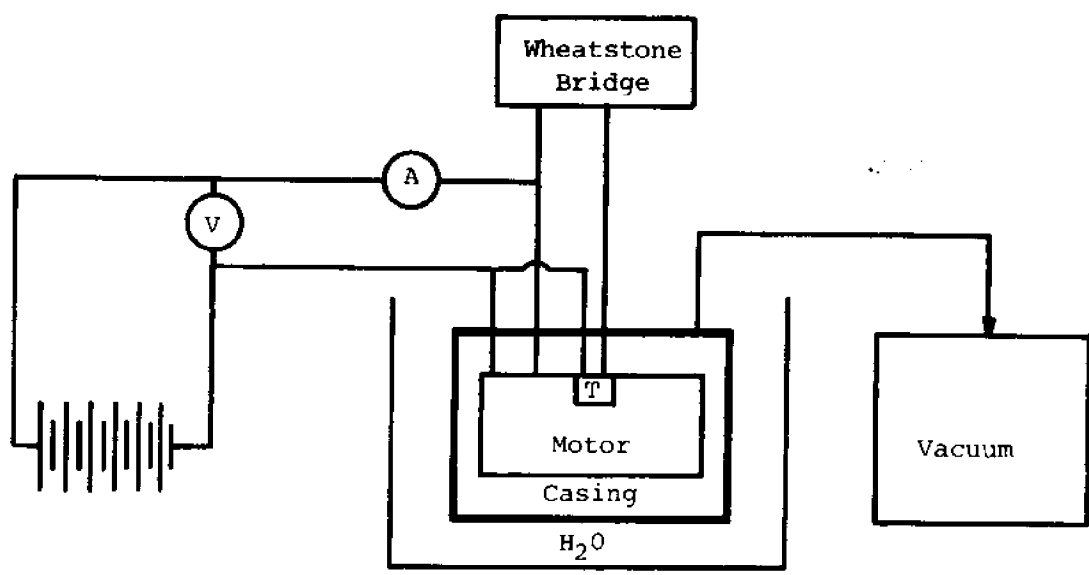 Wheatstone
Bridge
A
V
T
Motor
Vacuum
Casing
H₂O